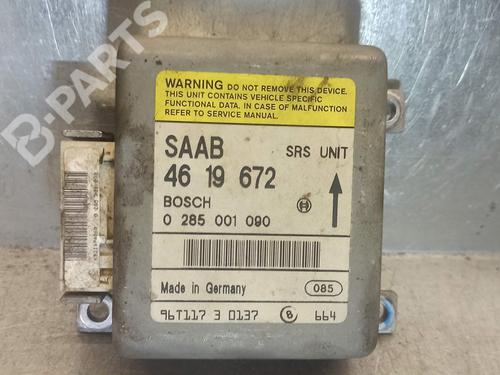 B-PARTS
WARNING DO NOT REMOVE THIS DEVICE.
THIS UNIT CONTAINS VEHICLE SPECIFIC
FUNCTIONAL DATA. IN CASE OF MALFUNCTION
REFER TO SERVICE MANUAL.
SAAB SRS UNIT
46 19 672
BOSCH
0 285 001 090
Made in Germany 085
96T117 3 0137 8 664